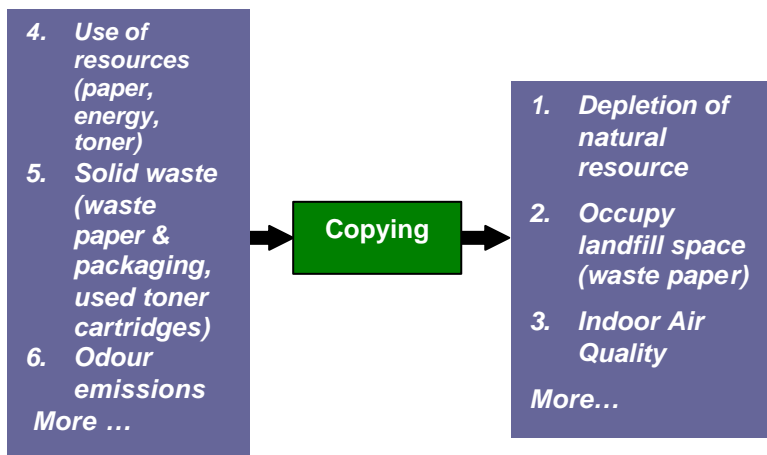 4. Use of
resources
(paper,
energy,
toner)
5. Solid waste
(waste
paper &
packaging,
used toner
cartridges)
6. Odour
emissions
More …
Copying
1. Depletion of
natural
resource
2. Occupy
landfill space
(waste paper)
3. Indoor Air
Quality
More…